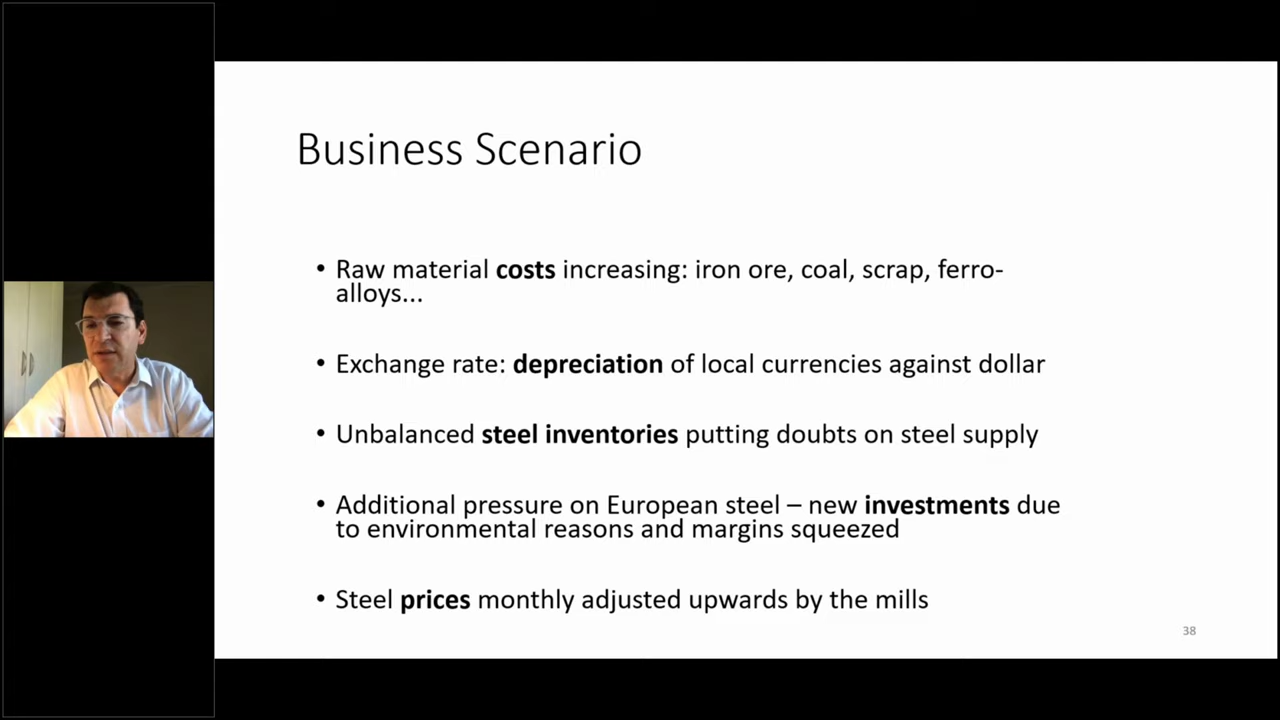 Business Scenario
• Raw material costs increasing: iron ore, coal, scrap, ferro-
alloys...
• Exchange rate: depreciation of local currencies against dollar
• Unbalanced steel inventories putting doubts on steel supply
• Additional pressure on European steel – new investments due
to environmental reasons and margins squeezed
• Steel prices monthly adjusted upwards by the mills
38